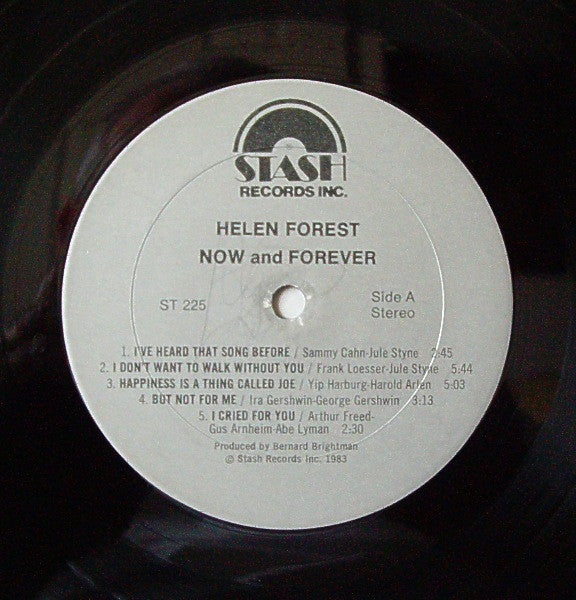 STASH
RECORDS INC.
HELEN FOREST
NOW and FOREVER
ST 225
Side A
Stereo
1. I'VE HEARD THAT SONG BEFORE / Sammy Cahn-Jule Styne 2:45
2. I DON'T WANT TO WALK WITHOUT YOU / Frank Loesser-Jule Styne 5:44
3. HAPPINESS IS A THING CALLED JOE / Yip Harburg-Harold Arlen 5:03
4. BUT NOT FOR ME / Ira Gershwin-George Gershwin 3:13
5. I CRIED FOR YOU / Arthur Freed-
Gus Arnheim-Abe Lyman 2:30
Produced by Bernard Brightman
© Stash Records Inc. 1983